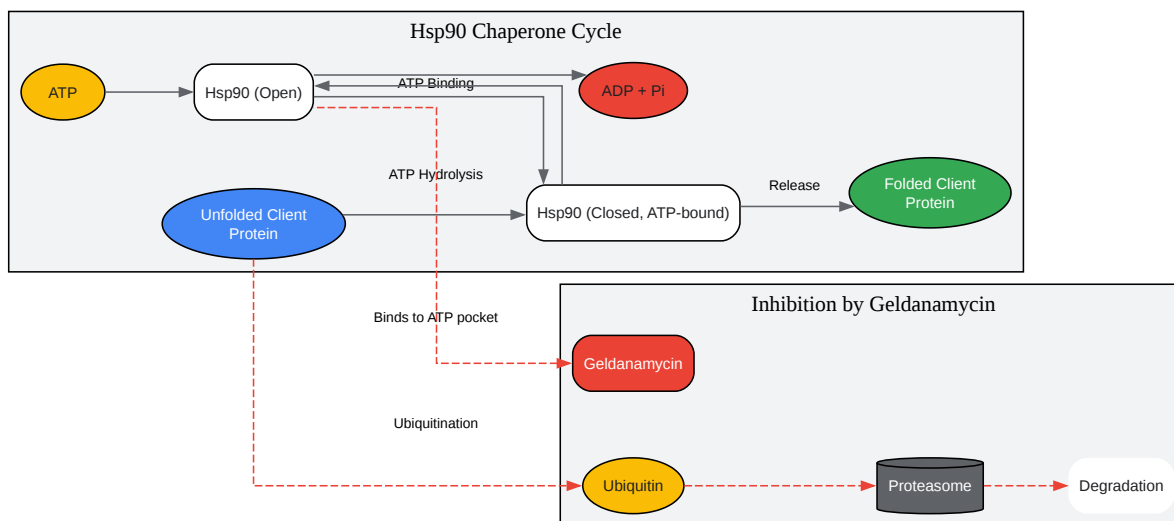 Hsp90 Chaperone Cycle
ATP
Hsp90 (Open)
ATP Binding
ADP + Pi
ATP Hydrolysis
Unfolded Client
Protein
Hsp90 (Closed, ATP-bound)
Release
Folded Client
Protein
Inhibition by Geldanamycin
Binds to ATP pocket
Geldanamycin
Ubiquitination
Ubiquitin
Proteasome
Degradation